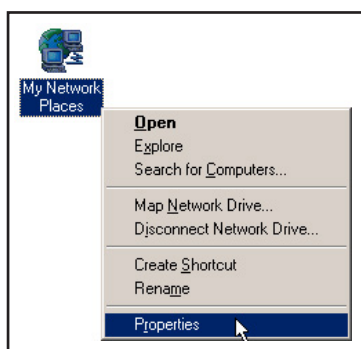 My Network
Places
Open
Explore
Search for Computers...
Map Network Drive...
Disconnect Network Drive...
Create Shortcut
Rename
Properties